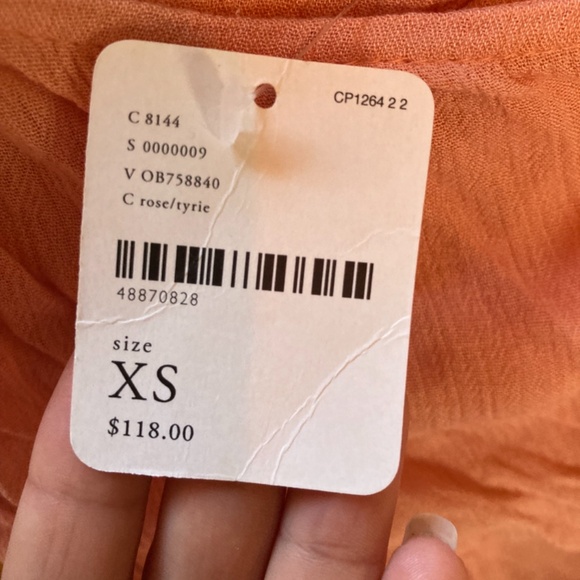 CP1264 2 2
C 8144
S 0000009
V OB758840
C rose/tyrie
48870828
size
XS
$118.00